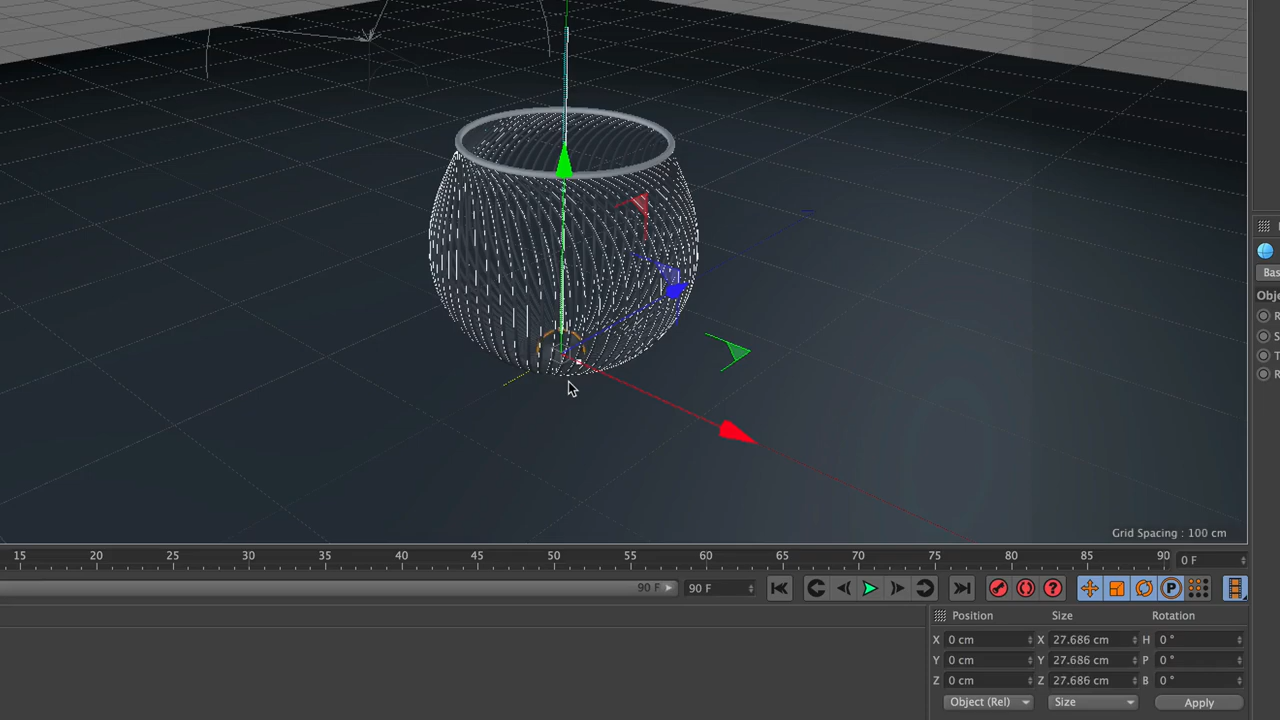 Bas
Obje
R
S
T
R
Grid Spacing : 100 cm
15 20 25 30 35 40 45 50 55 60 65 70 75 80 85 90 0 F
90 F 90 F P
Position Size Rotation
X 0 cm X 27.686 cm H 0 °
Y 0 cm Y 27.686 cm P 0 °
Z 0 cm Z 27.686 cm B 0 °
Object (Rel) Size Apply